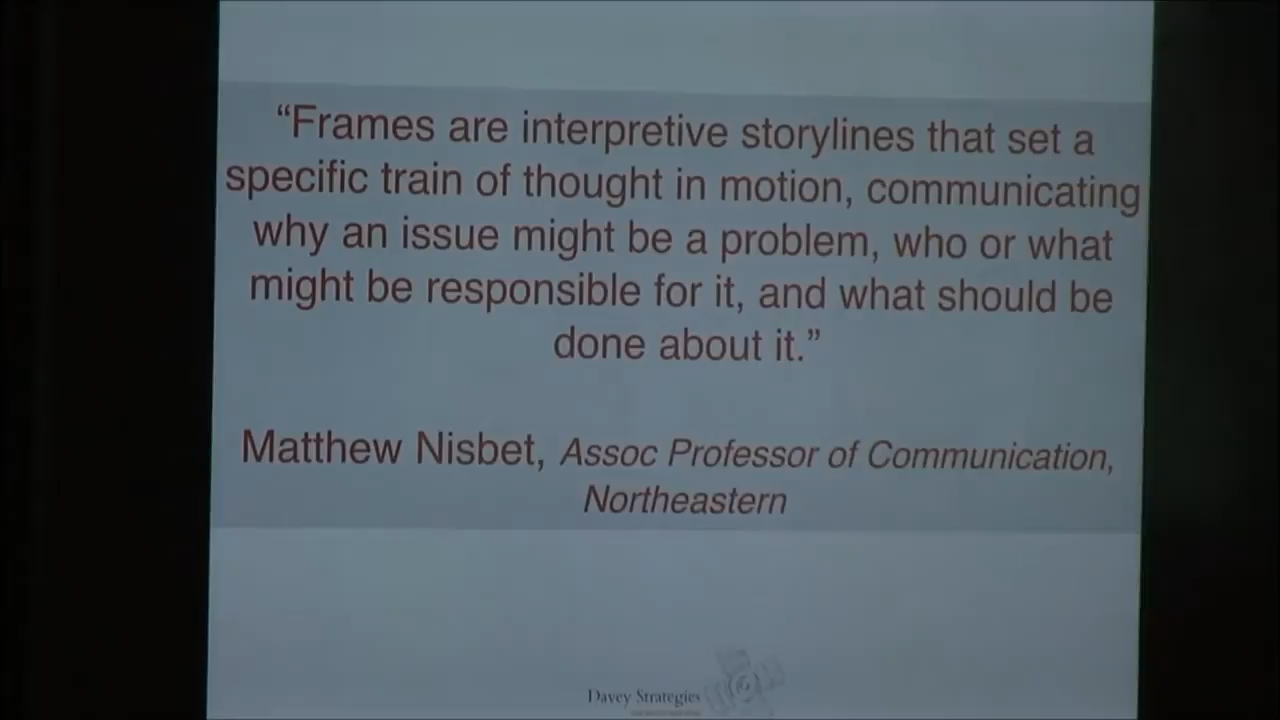 “Frames are interpretive storylines that set a
specific train of thought in motion, communicating
why an issue might be a problem, who or what
might be responsible for it, and what should be
done about it.”
Matthew Nisbet, Assoc Professor of Communication,
Northeastern
Davey Strategies